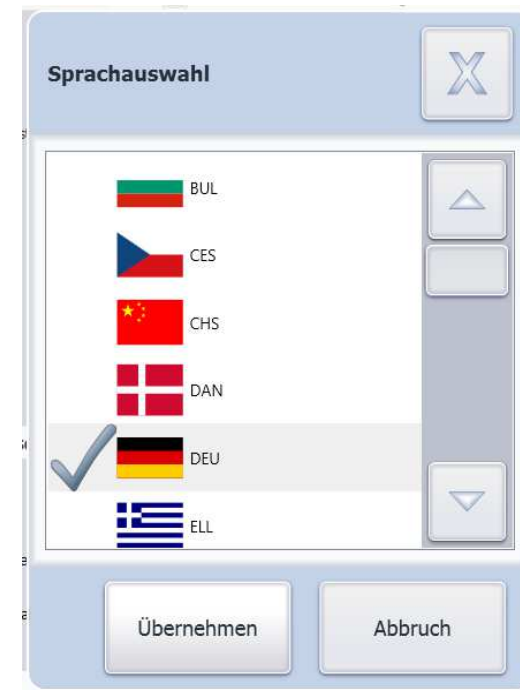 Sprachauswahl
X
BUL
CES
CHS
DAN
DEU
ELL
Übernehmen
Abbruch